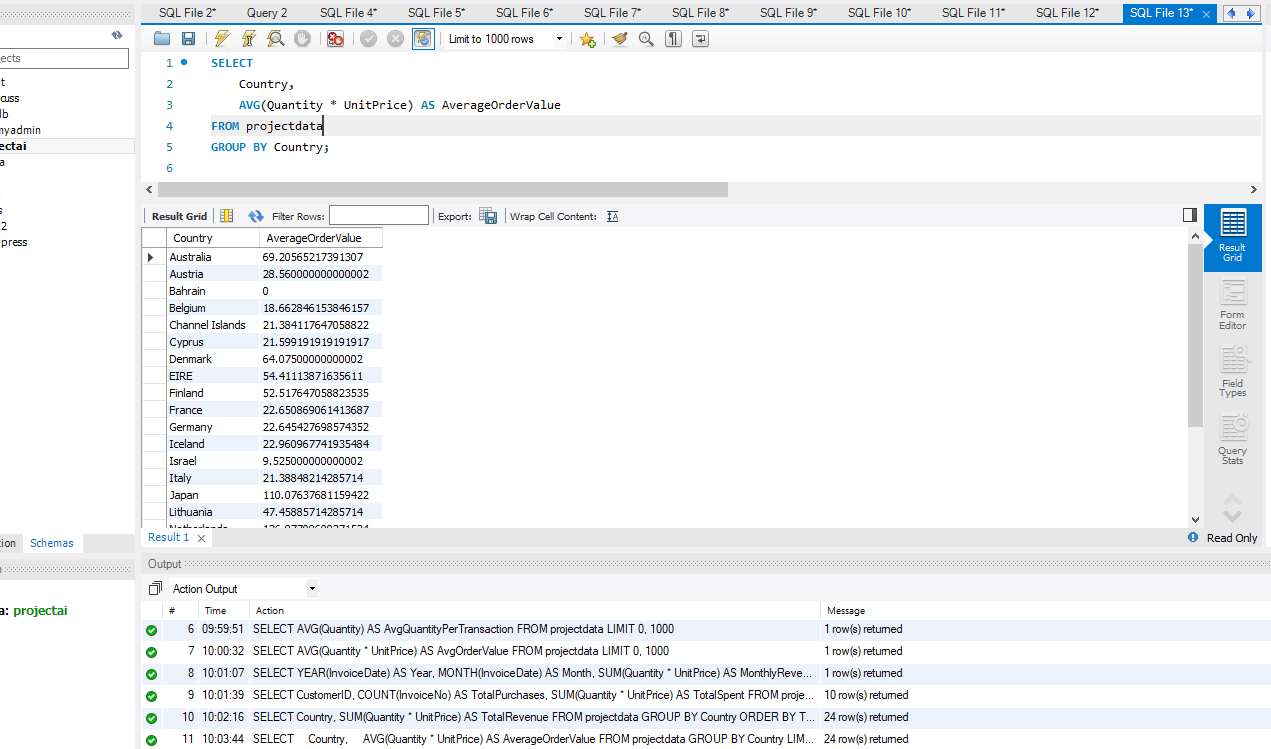 SQL File 2* Query 2 SQL File 4* SQL File 5* SQL File 6* SQL File 7* SQL File 8* SQL File 9* SQL File 10* SQL File 11* SQL File 12* SQL File 13*
Limit to 1000 rows
ects
t
cuss
db
myadmin
ectai
a
s
2
press
1 SELECT
2 Country,
3 AVG(Quantity * UnitPrice) AS AverageOrderValue
4 FROM projectdata
5 GROUP BY Country;
6
Result Grid Filter Rows: Export: Wrap Cell Content:
Country AverageOrderValue
Australia 69.20565217391307
Austria 28.560000000000002
Bahrain 0
Belgium 18.662846153846157
Channel Islands 21.384117647058822
Cyprus 21.599191919191917
Denmark 64.07500000000002
EIRE 54.41113871635611
Finland 52.517647058823535
France 22.650869061413687
Germany 22.645427698574352
Iceland 22.960967741935484
Israel 9.525000000000002
Italy 21.38848214285714
Japan 110.07637681159422
Lithuania 47.45885714285714
Netherlands
Result Grid
Form Editor
Field Types
Query Stats
tion Schemas
Result 1
Read Only
a: projectai
Output
Action Output
# Time Action Message
6 09:59:51 SELECT AVG(Quantity) AS AvgQuantityPerTransaction FROM projectdata LIMIT 0, 1000 1 row(s) returned
7 10:00:32 SELECT AVG(Quantity * UnitPrice) AS AvgOrderValue FROM projectdata LIMIT 0, 1000 1 row(s) returned
8 10:01:07 SELECT YEAR(InvoiceDate) AS Year, MONTH(InvoiceDate) AS Month, SUM(Quantity * UnitPrice) AS MonthlyReve... 1 row(s) returned
9 10:01:39 SELECT CustomerID, COUNT(InvoiceNo) AS TotalPurchases, SUM(Quantity * UnitPrice) AS TotalSpent FROM proje... 10 row(s) returned
10 10:02:16 SELECT Country, SUM(Quantity * UnitPrice) AS TotalRevenue FROM projectdata GROUP BY Country ORDER BY T... 24 row(s) returned
11 10:03:44 SELECT Country, AVG(Quantity * UnitPrice) AS AverageOrderValue FROM projectdata GROUP BY Country LIM... 24 row(s) returned